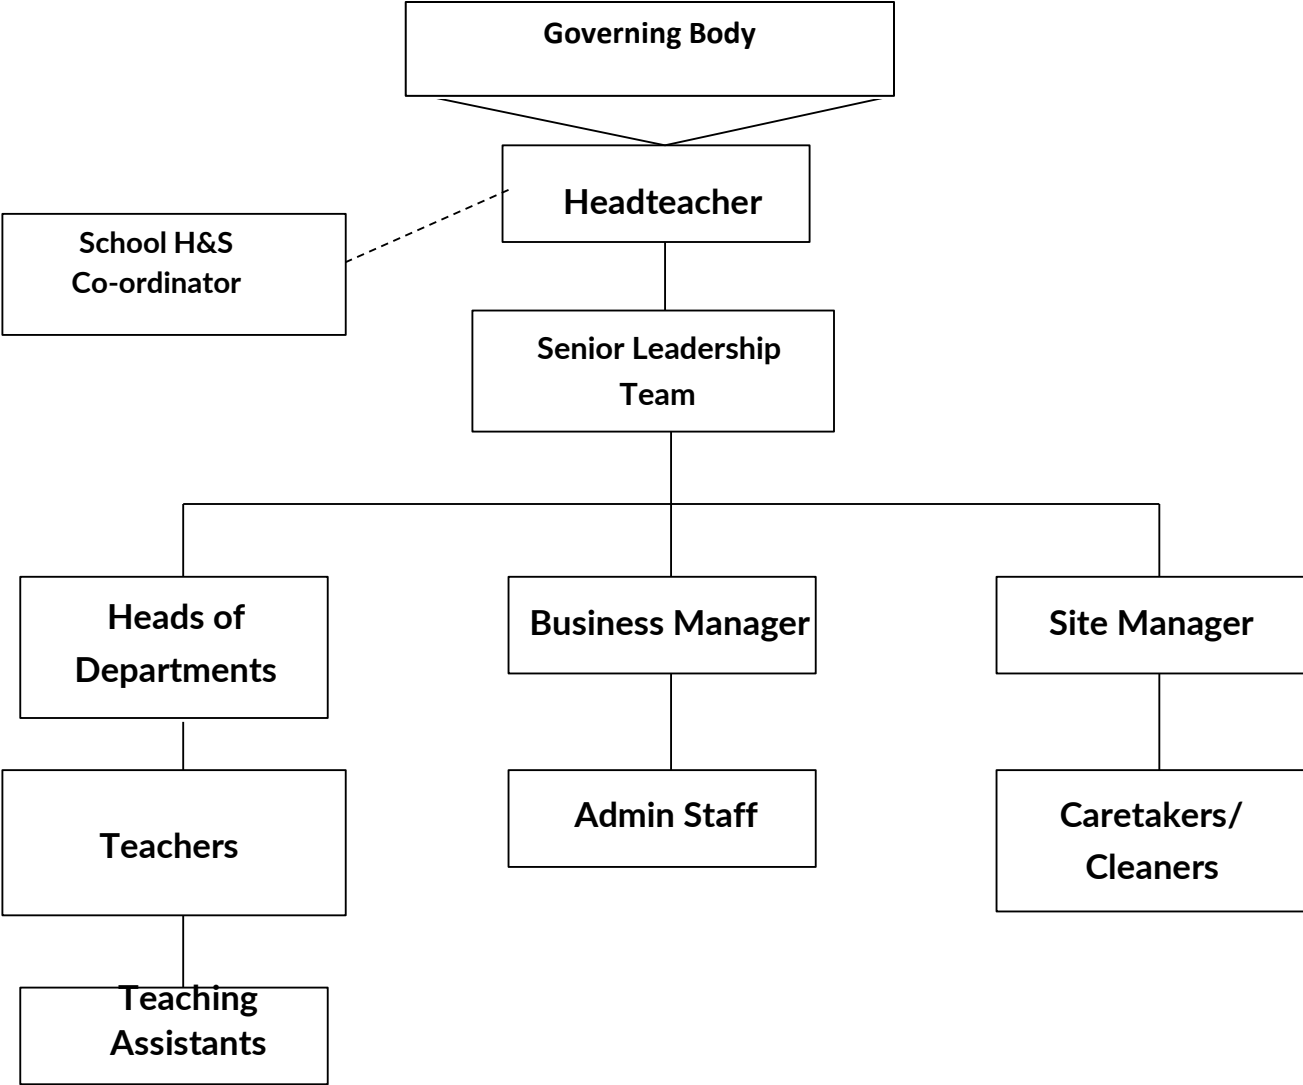 Governing Body
Headteacher
School H&S
Co-ordinator
Senior Leadership
Team
Heads of
Departments
Business Manager
Site Manager
Teachers
Admin Staff
Caretakers/
Cleaners
Teaching
Assistants